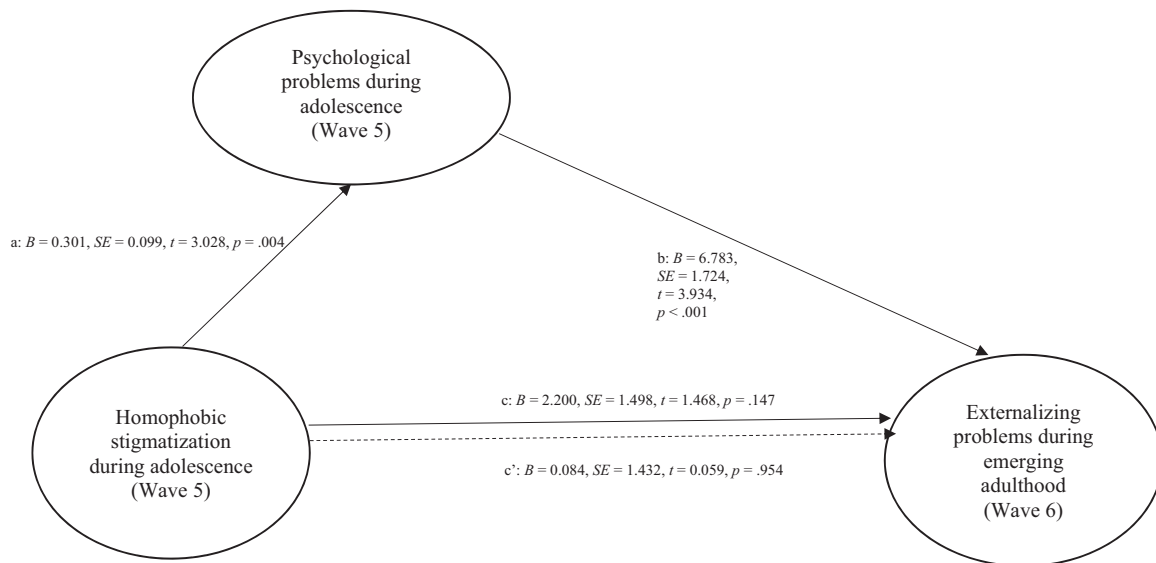 Psychological
problems during
adolescence
(Wave 5)
a: B = 0.301, SE = 0.099, t = 3.028, p = .004
b: B = 6.783,
SE = 1.724,
t = 3.934,
p < .001
Homophobic
stigmatization
during adolescence
(Wave 5)
c: B = 2.200, SE = 1.498, t = 1.468, p = .147
c’: B = 0.084, SE = 1.432, t = 0.059, p = .954
Externalizing
problems during
emerging
adulthood
(Wave 6)